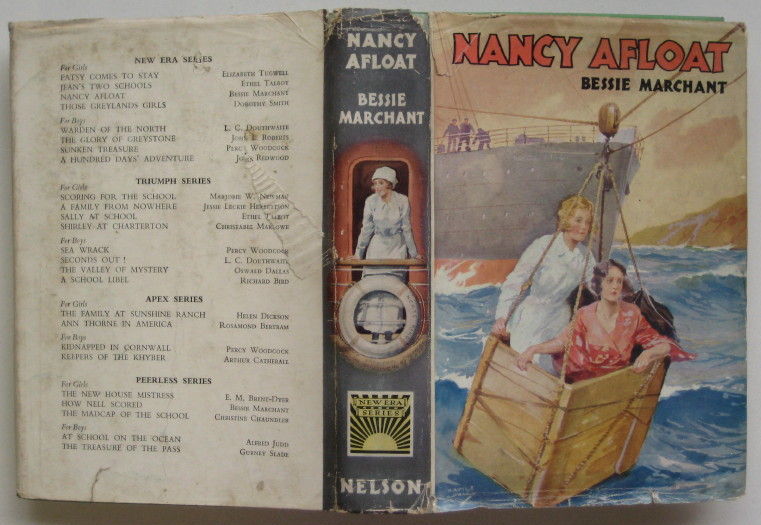 NEW ERA SERIES
For Girls
PATSY COMES TO STAY Elizabeth Tugwell
JEAN'S TWO SCHOOLS Ethel Talbot
NANCY AFLOAT Bessie Marchant
THOSE GREYLANDS GIRLS Dorothy Smith
For Boys
WARDEN OF THE NORTH L. C. Douthwaite
THE GLORY OF GREYSTONE John L. Roberts
SUNKEN TREASURE Percy Woodcock
A HUNDRED DAYS' ADVENTURE John Redwood
TRIUMPH SERIES
For Girls
SCORING FOR THE SCHOOL Marjorie W. Newman
A FAMILY FROM NOWHERE Jessie Leckie Herbertson
SALLY AT SCHOOL Ethel Talbot
SHIRLEY AT CHARTERTON Christabel Marlowe
For Boys
SEA WRACK Percy Woodcock
SECONDS OUT! L. C. Douthwaite
THE VALLEY OF MYSTERY Oswald Dallas
A SCHOOL LIBEL Richard Bird
APEX SERIES
For Girls
THE FAMILY AT SUNSHINE RANCH Helen Dickson
ANN THORNE IN AMERICA Rosamond Bertram
For Boys
KIDNAPPED IN CORNWALL Percy Woodcock
KEEPERS OF THE KHYBER Arthur Catherall
PEERLESS SERIES
For Girls
THE NEW HOUSE MISTRESS E. M. Brent-Dyer
HOW NELL SCORED Bessie Marchant
THE MADCAP OF THE SCHOOL Christine Chaundler
For Boys
AT SCHOOL ON THE OCEAN Alfred Judd
THE TREASURE OF THE PASS Gurney Slade
NANCY
AFLOAT
BESSIE
MARCHANT
NEW ERA
SERIES
NELSON
NANCY AFLOAT
BESSIE MARCHANT